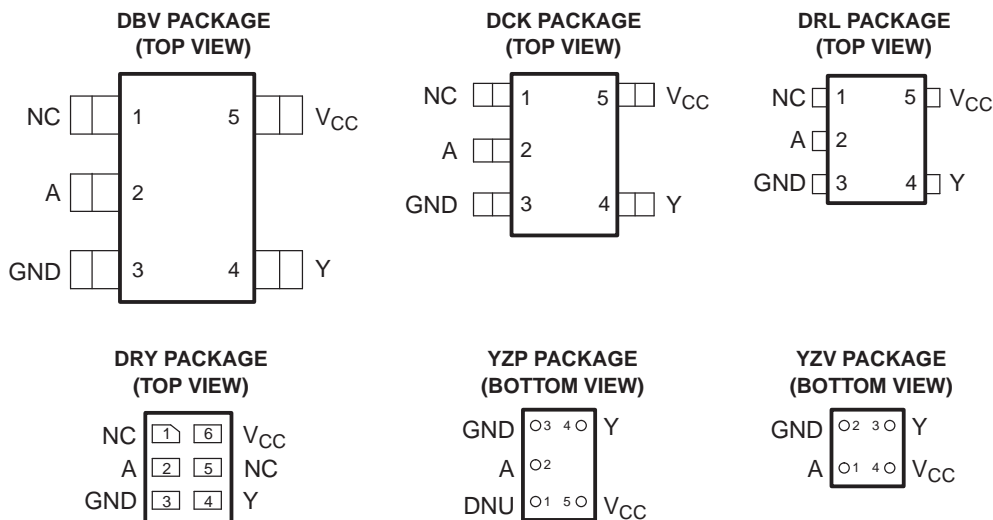 DBV PACKAGE
(TOP VIEW)
NC 1 5 VCC
A 2
GND 3 4 Y
DCK PACKAGE
(TOP VIEW)
NC 1 5 VCC
A 2
GND 3 4 Y
DRL PACKAGE
(TOP VIEW)
NC 1 5 VCC
A 2
GND 3 4 Y
DRY PACKAGE
(TOP VIEW)
NC 1 6 VCC
A 2 5 NC
GND 3 4 Y
YZP PACKAGE
(BOTTOM VIEW)
GND 3 4 Y
A 2
DNU 1 5 VCC
YZV PACKAGE
(BOTTOM VIEW)
GND 2 3 Y
A 1 4 VCC